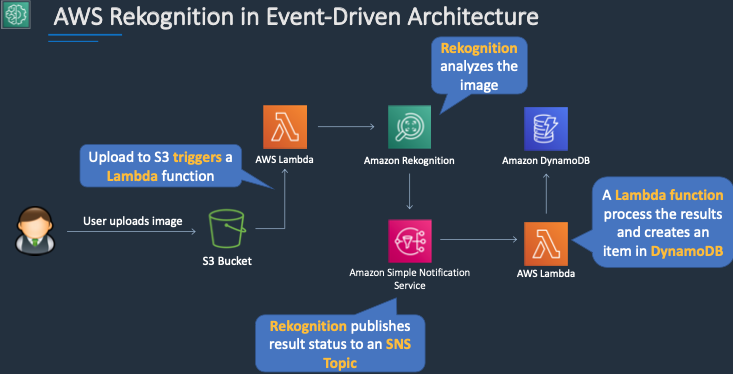 AWS Rekognition in Event-Driven Architecture
Rekognition
analyzes the
image
AWS Lambda
Amazon Rekognition
Amazon DynamoDB
Upload to S3 triggers a
Lambda function
User uploads image
S3 Bucket
Amazon Simple Notification
Service
AWS Lambda
A Lambda function
process the results
and creates an
item in DynamoDB
Rekognition publishes
result status to an SNS
Topic